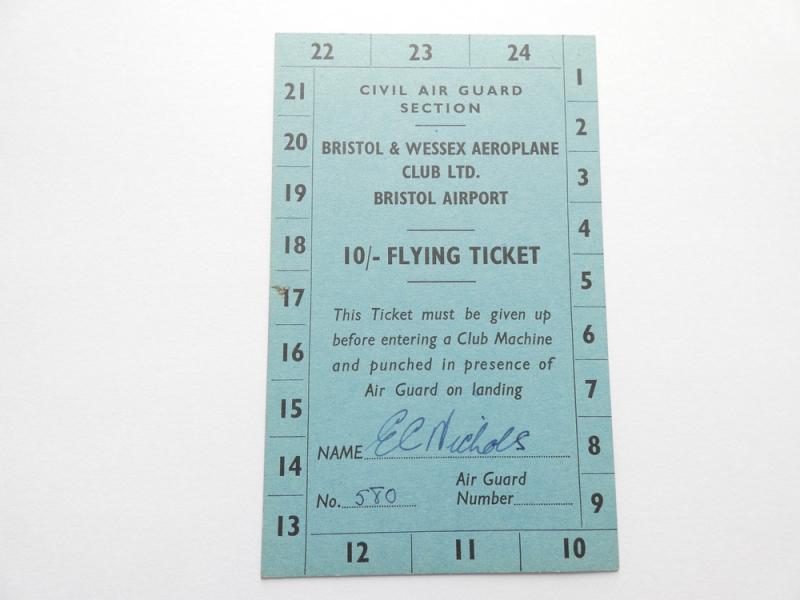 22 23 24
21
20
19
18
17
16
15
14
13
12 11 10
1
2
3
4
5
6
7
8
9
CIVIL AIR GUARD
SECTION
BRISTOL & WESSEX AEROPLANE
CLUB LTD.
BRISTOL AIRPORT
10/- FLYING TICKET
This Ticket must be given up
before entering a Club Machine
and punched in presence of
Air Guard on landing
NAME EC Nichols
No. 580
Air Guard
Number